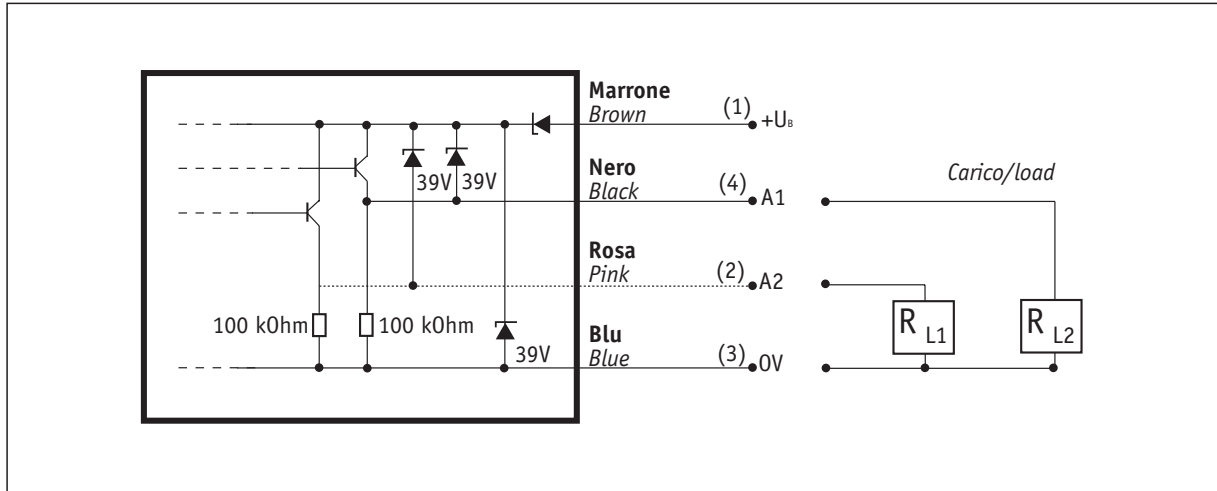 Marrone
Brown
(1)
+UB
Nero
Black
(4)
A1
Carico/load
39V
39V
Rosa
Pink
(2)
A2
100 kOhm
100 kOhm
39V
Blu
Blue
(3)
0V
R L1
R L2